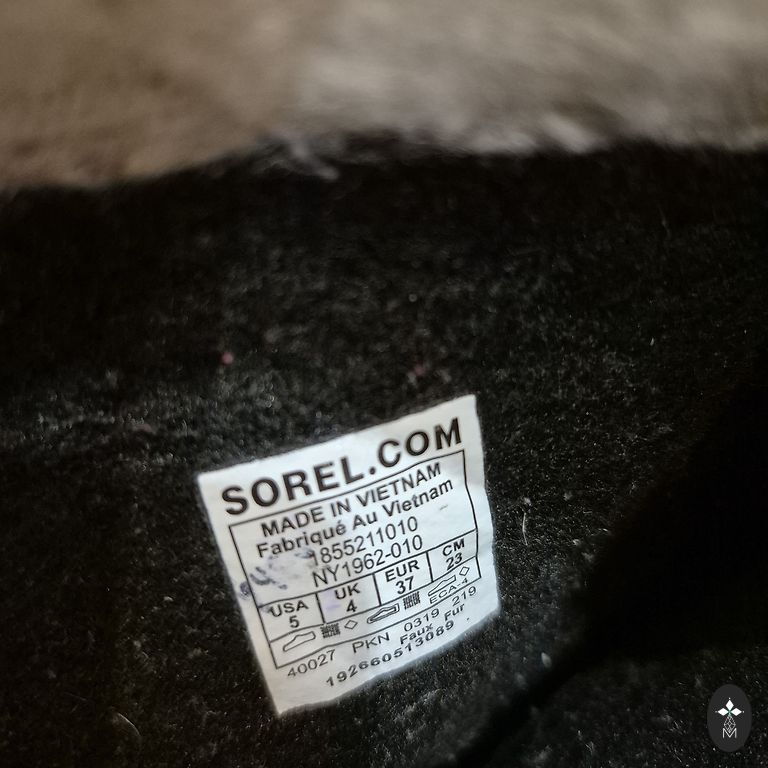 SOREL.COM
MADE IN VIETNAM
Fabriqué Au Vietnam
1855211010
NY1962-010
USA UK EUR CM
5 4 37 23
ECA-4
40027 PKN 0319 219
Faux Fur
192660513089
M